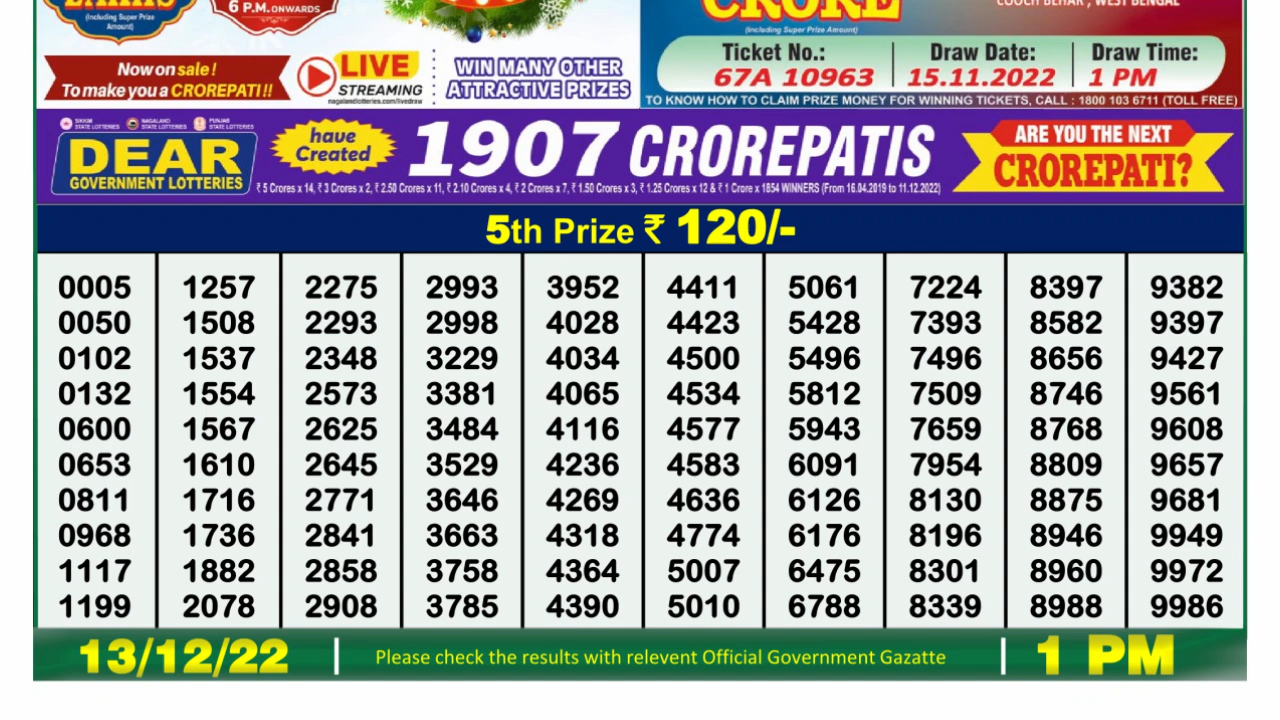 (Including Super Prize
Amount)
6 P.M. ONWARDS
Now on sale !
To make you a CROREPATI !!
LIVE
STREAMING
nagalandlotteries.com/livedraw
WIN MANY OTHER
ATTRACTIVE PRIZES
CRORE
(Including Super Prize Amount)
COOCH BEHAR , WEST BENGAL
Ticket No.: Draw Date: Draw Time:
67A 10963 15.11.2022 1 PM
TO KNOW HOW TO CLAIM PRIZE MONEY FOR WINNING TICKETS, CALL : 1800 103 6711 (TOLL FREE)
SIKKIM STATE LOTTERIES NAGALAND STATE LOTTERIES PUNJAB STATE LOTTERIES
DEAR
GOVERNMENT LOTTERIES
have
Created
1907 CROREPATIS
₹ 5 Crores x 14, ₹ 3 Crores x 2, ₹ 2.50 Crores x 11, ₹ 2.10 Crores x 4, ₹ 2 Crores x 7, ₹ 1.50 Crores x 3, ₹ 1.25 Crores x 12 & ₹ 1 Crore x 1854 WINNERS (From 16.04.2019 to 11.12.2022)
ARE YOU THE NEXT
CROREPATI?
5th Prize ₹ 120/-
0005 1257 2275 2993 3952 4411 5061 7224 8397 9382
0050 1508 2293 2998 4028 4423 5428 7393 8582 9397
0102 1537 2348 3229 4034 4500 5496 7496 8656 9427
0132 1554 2573 3381 4065 4534 5812 7509 8746 9561
0600 1567 2625 3484 4116 4577 5943 7659 8768 9608
0653 1610 2645 3529 4236 4583 6091 7954 8809 9657
0811 1716 2771 3646 4269 4636 6126 8130 8875 9681
0968 1736 2841 3663 4318 4774 6176 8196 8946 9949
1117 1882 2858 3758 4364 5007 6475 8301 8960 9972
1199 2078 2908 3785 4390 5010 6788 8339 8988 9986
13/12/22 Please check the results with relevent Official Government Gazatte 1 PM